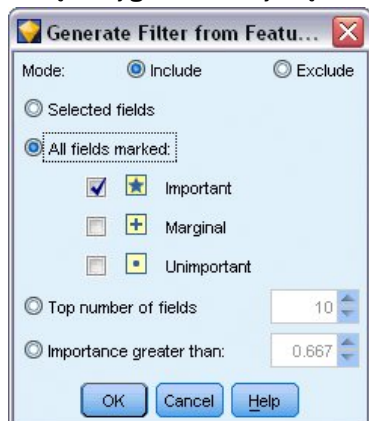 Generate Filter from Featu...
Mode: Include Exclude
Selected fields
All fields marked:
Important
Marginal
Unimportant
Top number of fields 10
Importance greater than: 0.667
OK Cancel Help